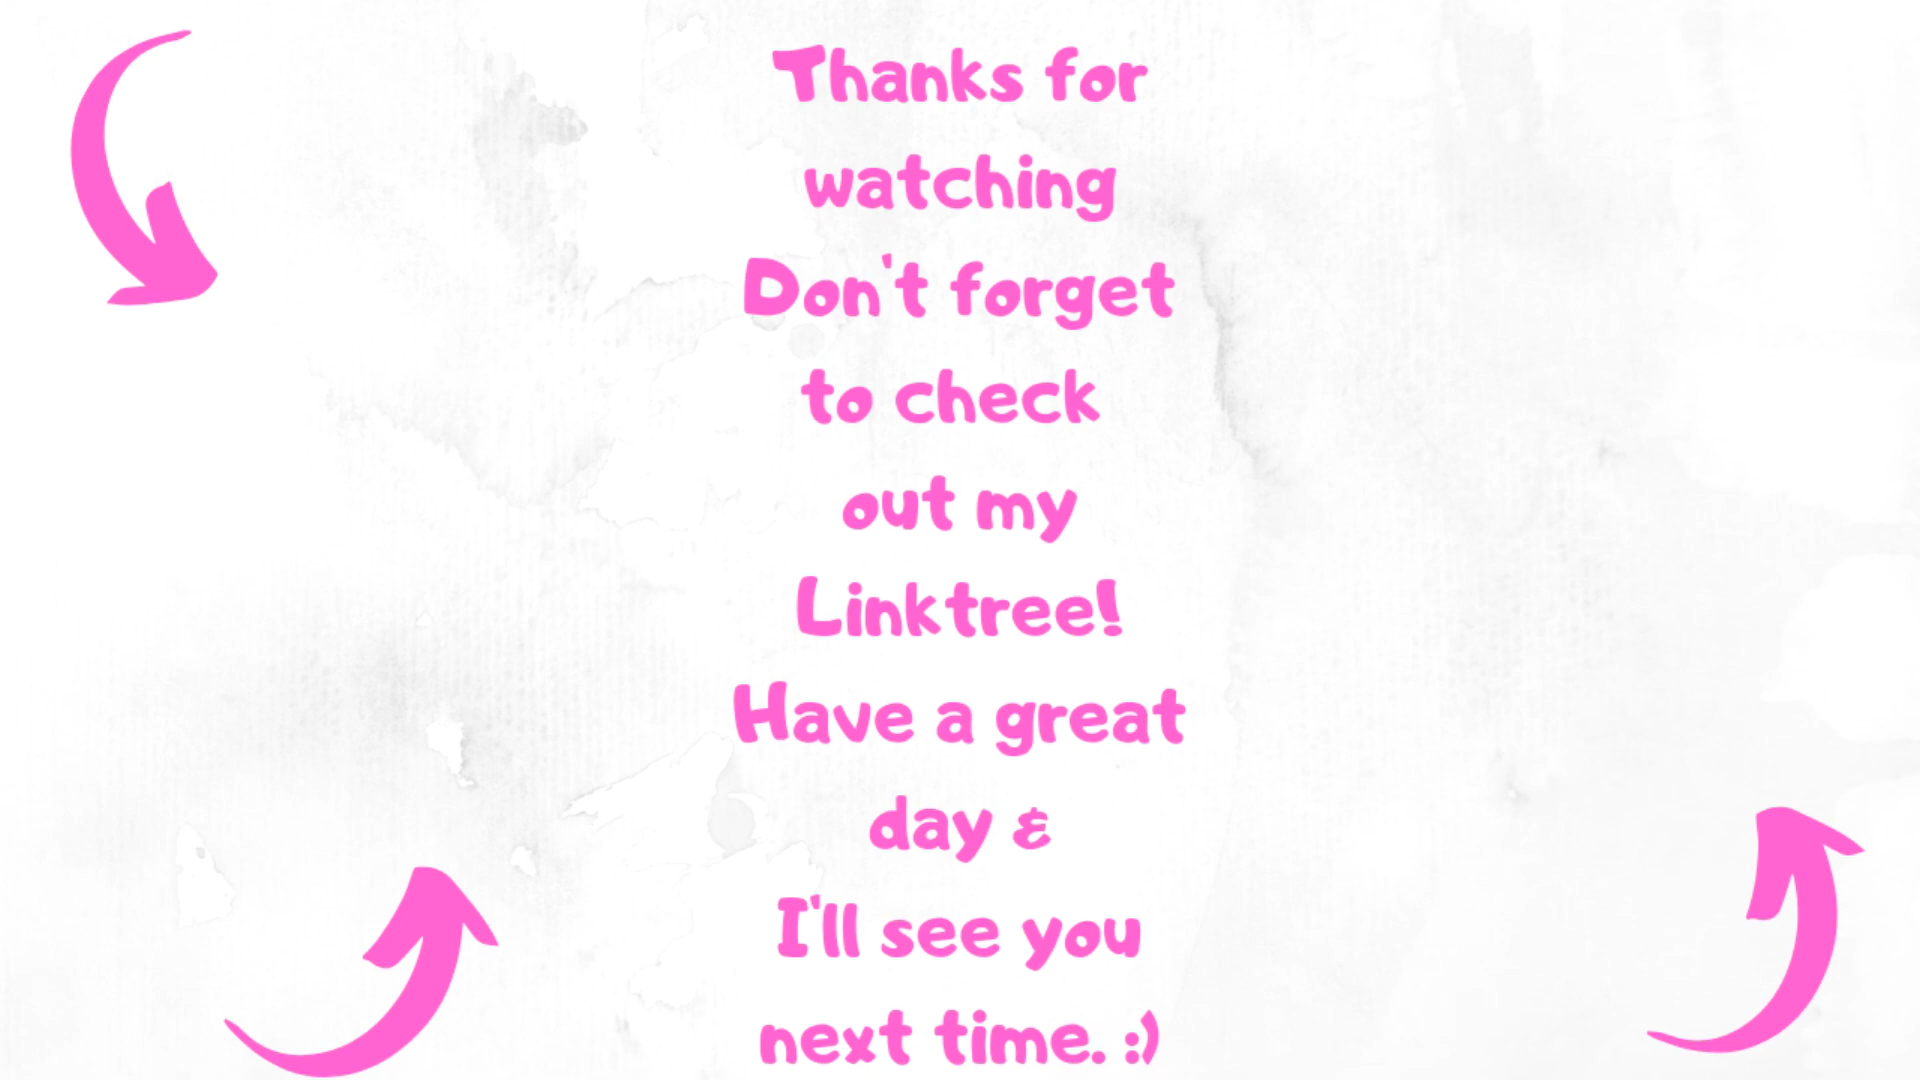 Thanks for
watching
Don't forget
to check
out my
Linktree!
Have a great
day &
I'll see you
next time. :)